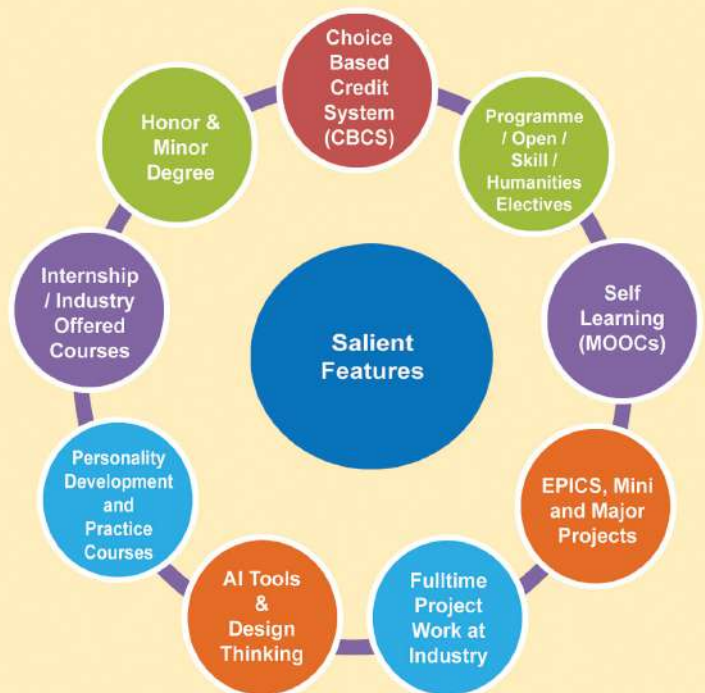 Choice
Based
Credit
System
(CBCS)
Programme
/ Open /
Skill /
Humanities
Electives
Self
Learning
(MOOCs)
EPICS, Mini
and Major
Projects
Fulltime
Project
Work at
Industry
AI Tools
&
Design
Thinking
Personality
Development
and
Practice
Courses
Internship
/ Industry
Offered
Courses
Honor &
Minor
Degree
Salient
Features